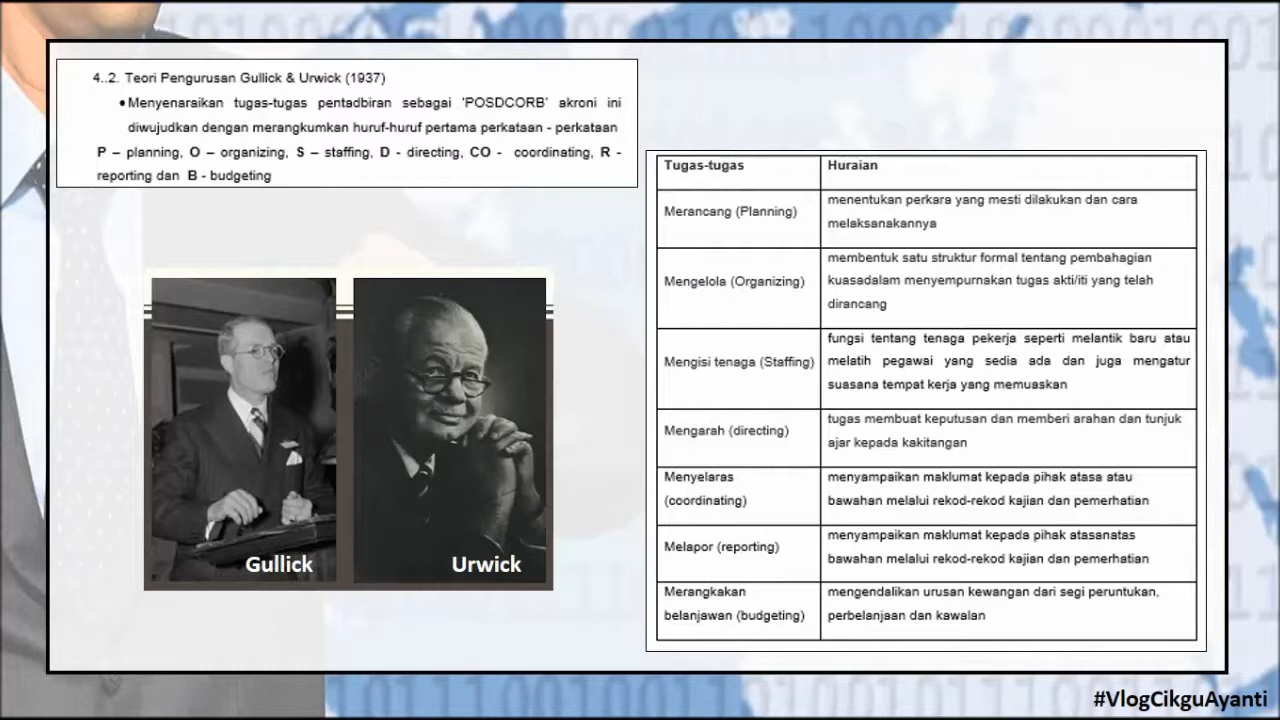 4..2. Teori Pengurusan Gullick & Urwick (1937)
•Menyenaraikan tugas-tugas pentadbiran sebagai 'POSDCORB' akroni ini
diwujudkan dengan merangkumkan huruf-huruf pertama perkataan - perkataan
P – planning, O – organizing, S – staffing, D - directing, CO - coordinating, R -
reporting dan B - budgeting
Gullick
Urwick
Tugas-tugas
Huraian
Merancang (Planning)
menentukan perkara yang mesti dilakukan dan cara
melaksanakannya
Mengelola (Organizing)
membentuk satu struktur formal tentang pembahagian
kuasadalam menyempurnakan tugas akti/iti yang telah
dirancang
Mengisi tenaga (Staffing)
fungsi tentang tenaga pekerja seperti melantik baru atau
melatih pegawai yang sedia ada dan juga mengatur
suasana tempat kerja yang memuaskan
Mengarah (directing)
tugas membuat keputusan dan memberi arahan dan tunjuk
ajar kepada kakitangan
Menyelaras
(coordinating)
menyampaikan maklumat kepada pihak atasa atau
bawahan melalui rekod-rekod kajian dan pemerhatian
Melapor (reporting)
menyampaikan maklumat kepada pihak atasanatas
bawahan melalui rekod-rekod kajian dan pemerhatian
Merangkakan
belanjawan (budgeting)
mengendalikan urusan kewangan dari segi peruntukan,
perbelanjaan dan kawalan
#VlogCikguAyanti